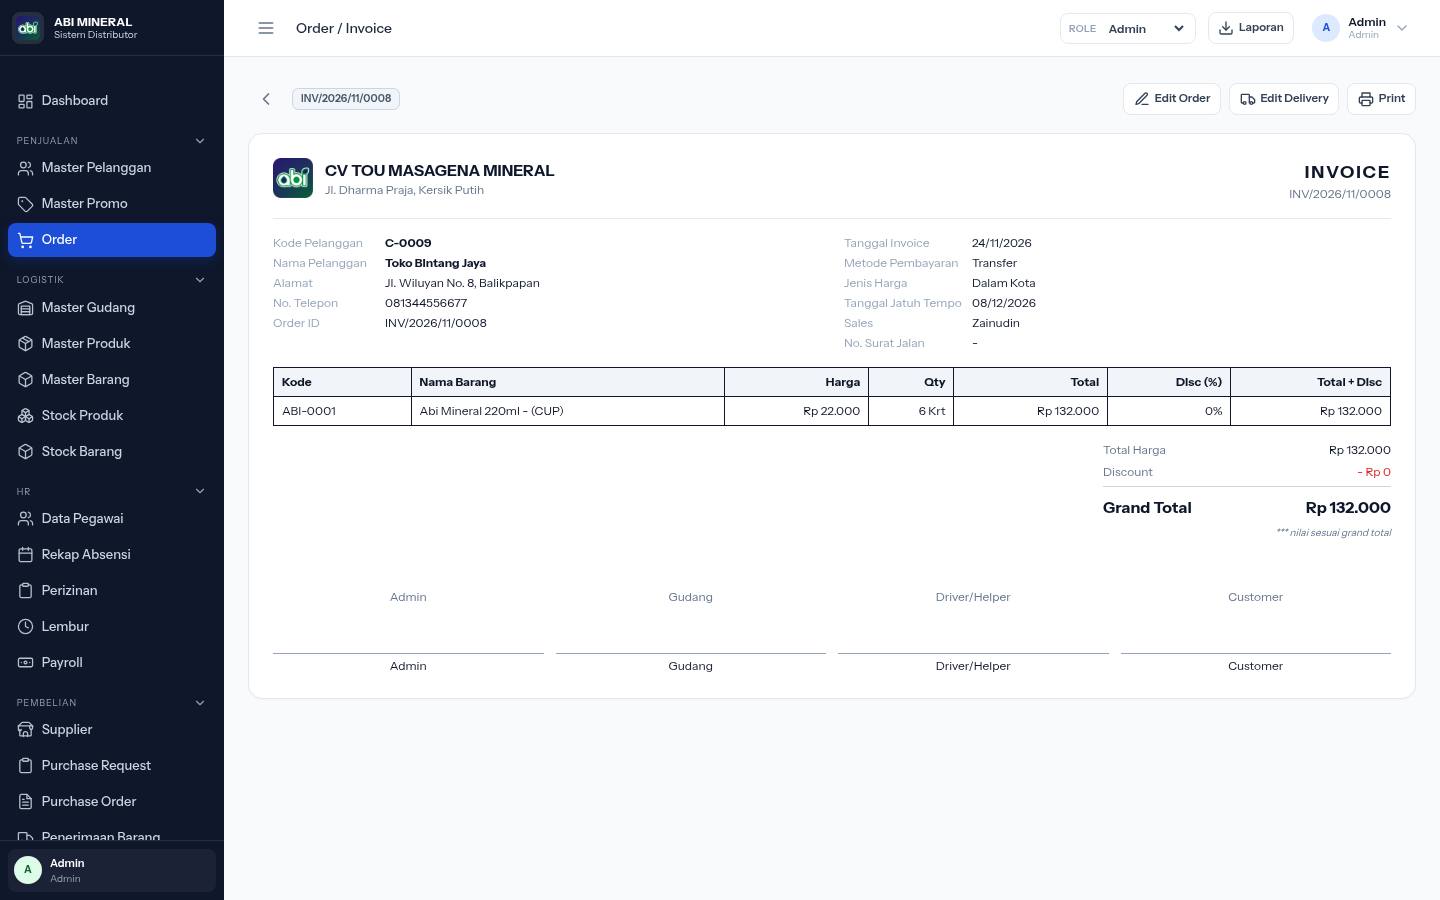 abi
ABI MINERAL
Sistem Distributor
Order / Invoice
ROLE Admin
Laporan
A
Admin
Admin
Dashboard
PENJUALAN
Master Pelanggan
Master Promo
Order
LOGISTIK
Master Gudang
Master Produk
Master Barang
Stock Produk
Stock Barang
HR
Data Pegawai
Rekap Absensi
Perizinan
Lembur
Payroll
PEMBELIAN
Supplier
Purchase Request
Purchase Order
Penerimaan Barang
A
Admin
Admin
INV/2026/11/0008
Edit Order
Edit Delivery
Print
abi
CV TOU MASAGENA MINERAL
Jl. Dharma Praja, Kersik Putih
INVOICE
INV/2026/11/0008
Kode Pelanggan C-0009
Nama Pelanggan Toko Bintang Jaya
Alamat Jl. Wiluyan No. 8, Balikpapan
No. Telepon 081344556677
Order ID INV/2026/11/0008
Tanggal Invoice 24/11/2026
Metode Pembayaran Transfer
Jenis Harga Dalam Kota
Tanggal Jatuh Tempo 08/12/2026
Sales Zainudin
No. Surat Jalan -
Kode Nama Barang Harga Qty Total Disc (%) Total + Disc
ABI-0001 Abi Mineral 220ml - (CUP) Rp 22.000 6 Krt Rp 132.000 0% Rp 132.000
Total Harga Rp 132.000
Discount - Rp 0
Grand Total Rp 132.000
*** nilai sesuai grand total
Admin Gudang Driver/Helper Customer
Admin Gudang Driver/Helper Customer